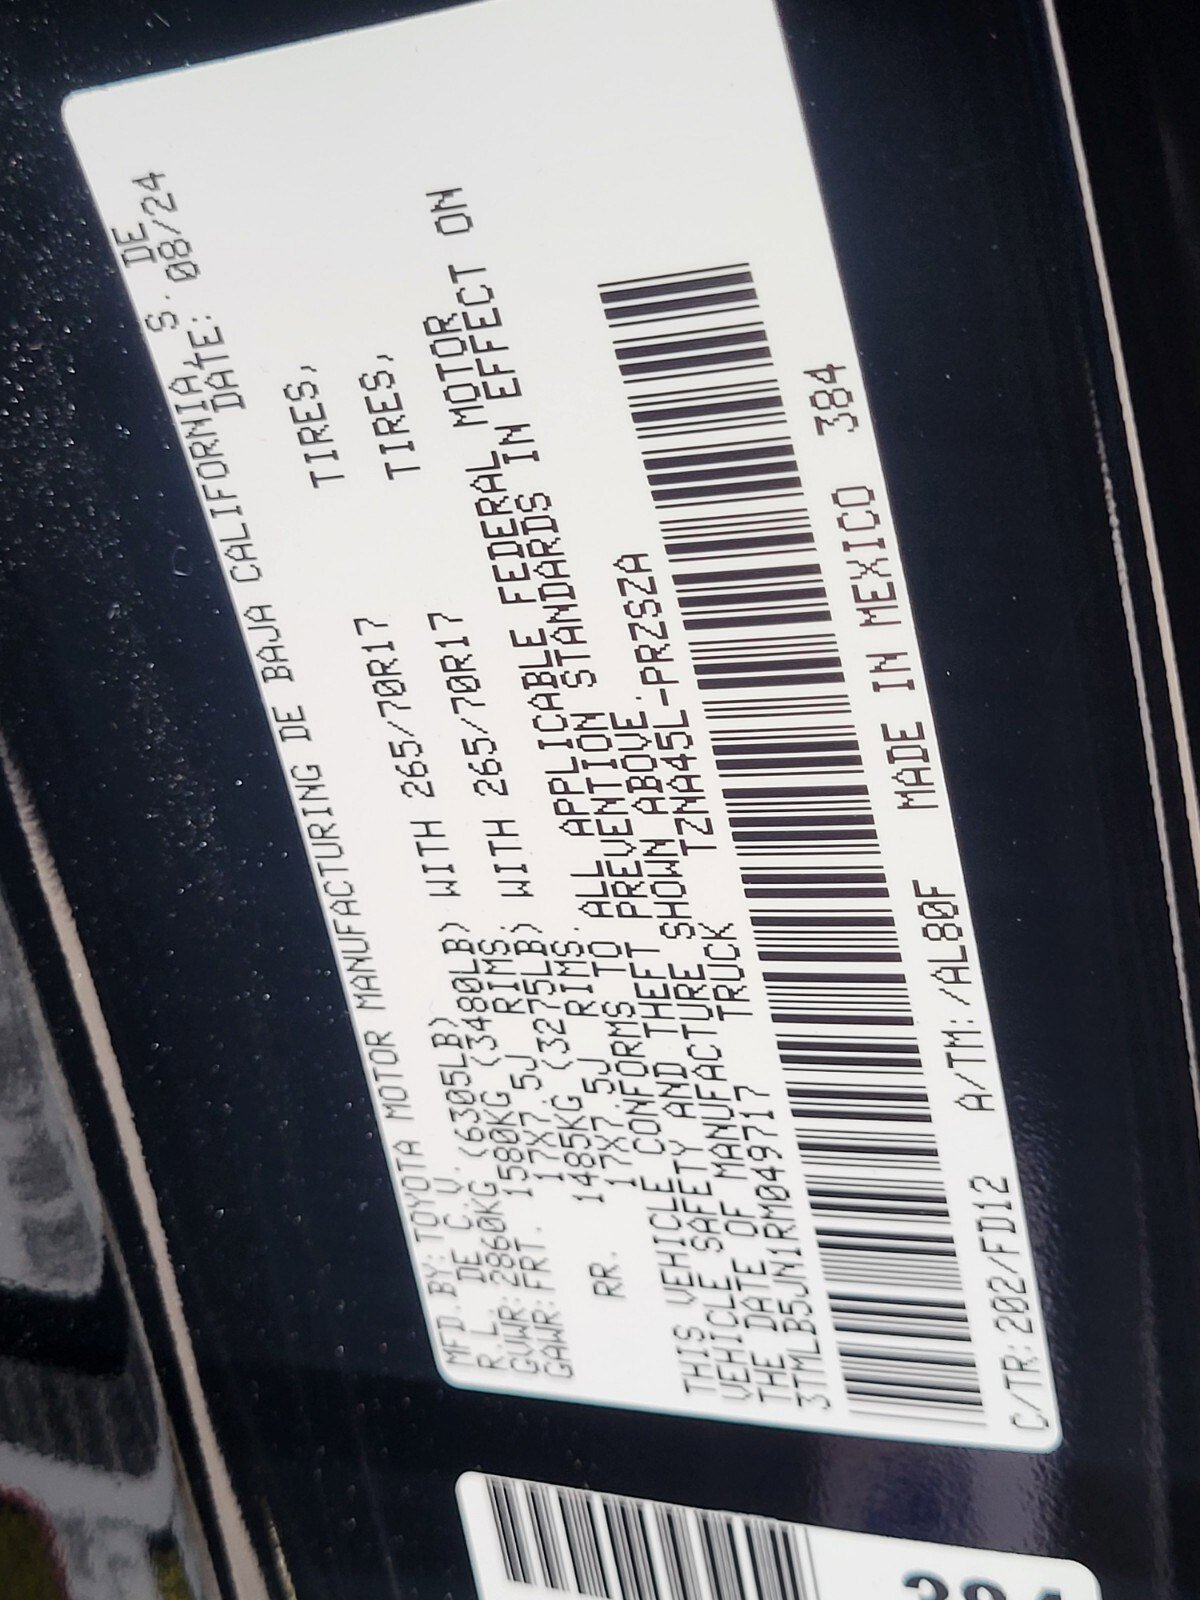 MFD.BY:TOYOTA MOTOR MANUFACTURING DE BAJA CALIFORNIA, S. DE
R.L. DE C.V. DATE: 08/24
GVWR:2860KG (6305LB)
GAWR:FRT. 1580KG (3480LB) WITH 265/70R17 TIRES,
17X7.5J RIMS.
RR. 1485KG (3275LB) WITH 265/70R17 TIRES,
17X7.5J RIMS.
THIS VEHICLE CONFORMS TO ALL APPLICABLE FEDERAL MOTOR
VEHICLE SAFETY AND THEFT PREVENTION STANDARDS IN EFFECT ON
THE DATE OF MANUFACTURE SHOWN ABOVE.
3TMLB5JN1RM049717 TRUCK TZNA45L-PRZSZA
C/TR:202/FD12 A/TM:/AL80F MADE IN MEXICO 384
384